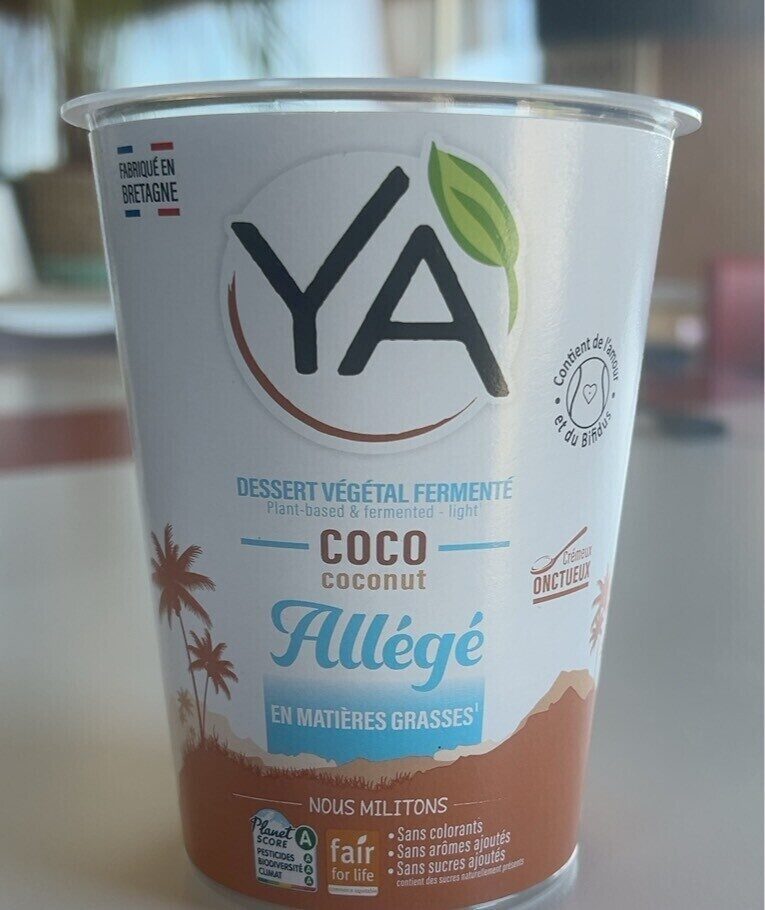 FABRIQUÉ EN
BRETAGNE
YA
Contient de l'amour
et du Bifidus
DESSERT VÉGÉTAL FERMENTÉ
Plant-based & fermented - light¹
COCO
coconut
Crémeux
ONCTUEUX
Allégé
EN MATIÈRES GRASSES¹
NOUS MILITONS
Planet
SCORE A
PESTICIDES A
BIODIVERSITÉ A
CLIMAT A
fair
for life
• Sans colorants
• Sans arômes ajoutés
• Sans sucres ajoutés
contient des sucres naturellement présents